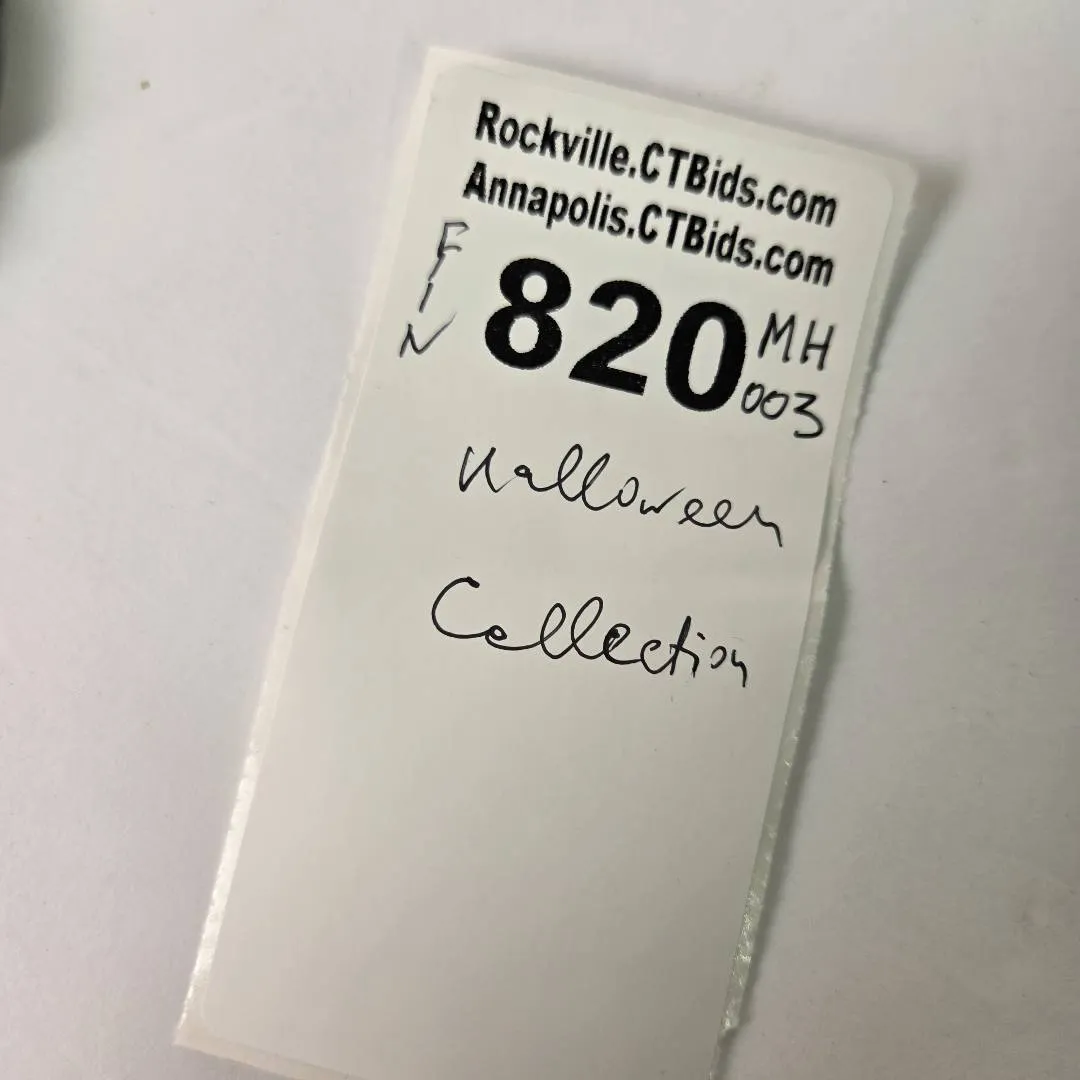 Rockville.CTBids.com
Annapolis.CTBids.com
FIN
820 MH
003
Halloween
Collection